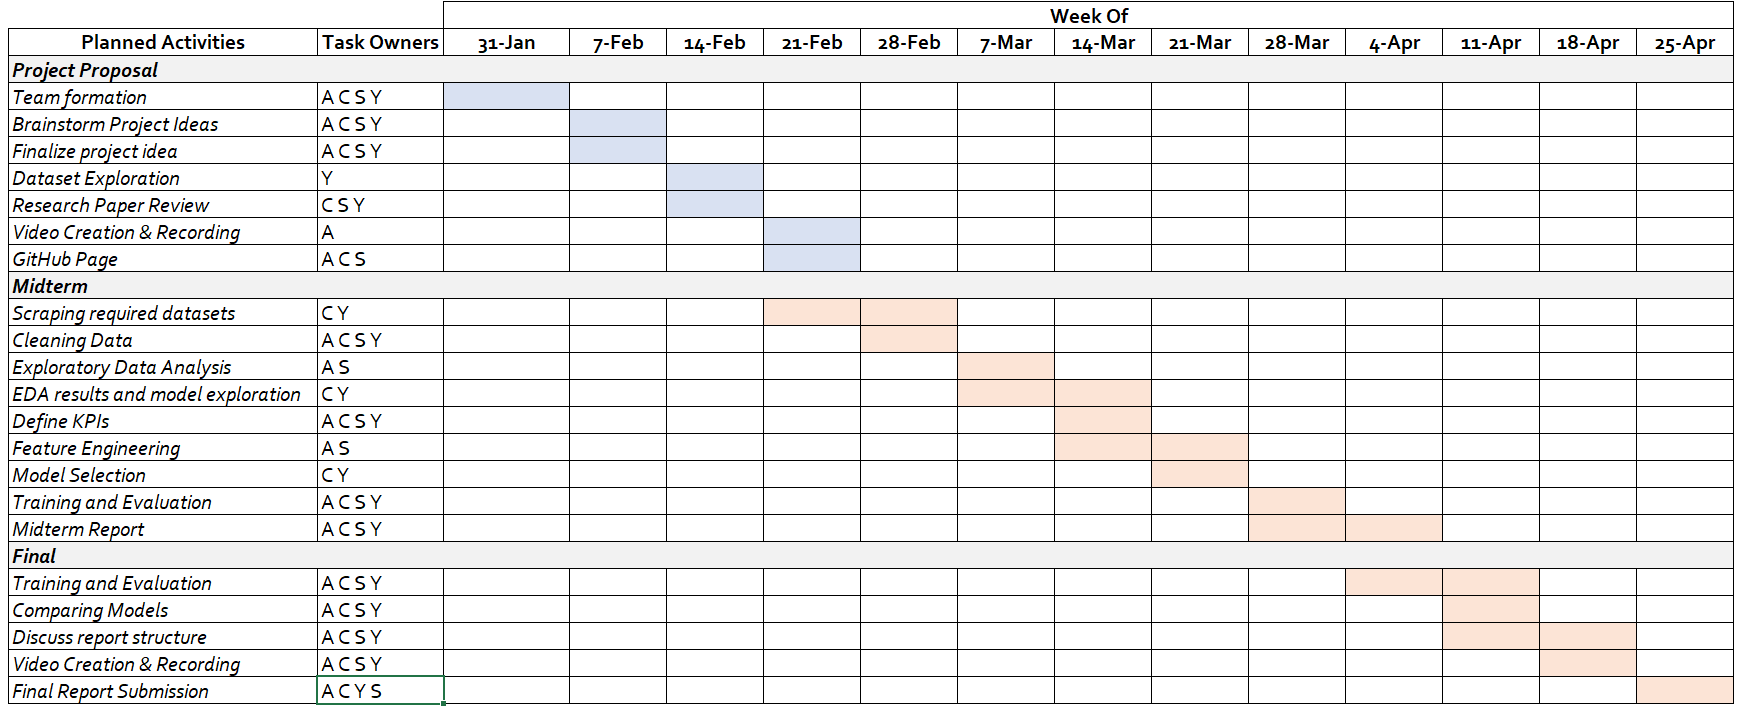 Week Of
Planned Activities Task Owners 31-Jan 7-Feb 14-Feb 21-Feb 28-Feb 7-Mar 14-Mar 21-Mar 28-Mar 4-Apr 11-Apr 18-Apr 25-Apr
Project Proposal
Team formation A C S Y
Brainstorm Project Ideas A C S Y
Finalize project idea A C S Y
Dataset Exploration Y
Research Paper Review C S Y
Video Creation & Recording A
GitHub Page A C S
Midterm
Scraping required datasets C Y
Cleaning Data A C S Y
Exploratory Data Analysis A S
EDA results and model exploration C Y
Define KPIs A C S Y
Feature Engineering A S
Model Selection C Y
Training and Evaluation A C S Y
Midterm Report A C S Y
Final
Training and Evaluation A C S Y
Comparing Models A C S Y
Discuss report structure A C S Y
Video Creation & Recording A C S Y
Final Report Submission A C Y S